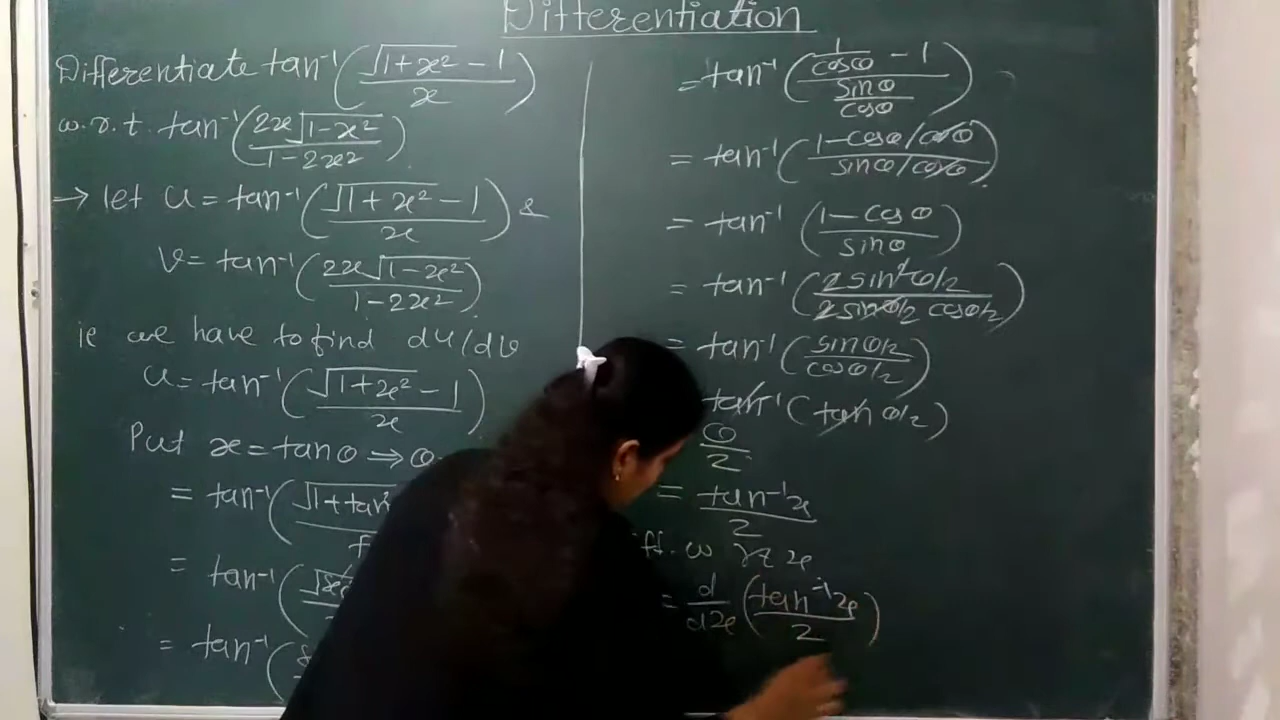 Differentiation
Differentiate tan⁻¹(√(1+x²) - 1 / x)
w.r.t. tan⁻¹(2x√(1-x²) / 1-2x²)
→ let u = tan⁻¹(√(1+x²) - 1 / x) &
v = tan⁻¹(2x√(1-x²) / 1-2x²)
ie we have to find du/dv
u = tan⁻¹(√(1+x²) - 1 / x)
Put x = tanθ ⇒ θ
= tan⁻¹(√1+tan²
= tan⁻¹(
= tan⁻¹(
= tan⁻¹(1/cosθ - 1 / sinθ/cosθ)
= tan⁻¹(1-cosθ/cosθ / sinθ/cosθ)
= tan⁻¹(1-cosθ / sinθ)
= tan⁻¹(2sin²θ/2 / 2sinθ/2 cosθ/2)
= tan⁻¹(sinθ/2 / cosθ/2)
tan⁻¹(tanθ/2)
θ/2
= tan⁻¹x / 2
iff. w r t x
= d/dx (tan⁻¹x / 2)